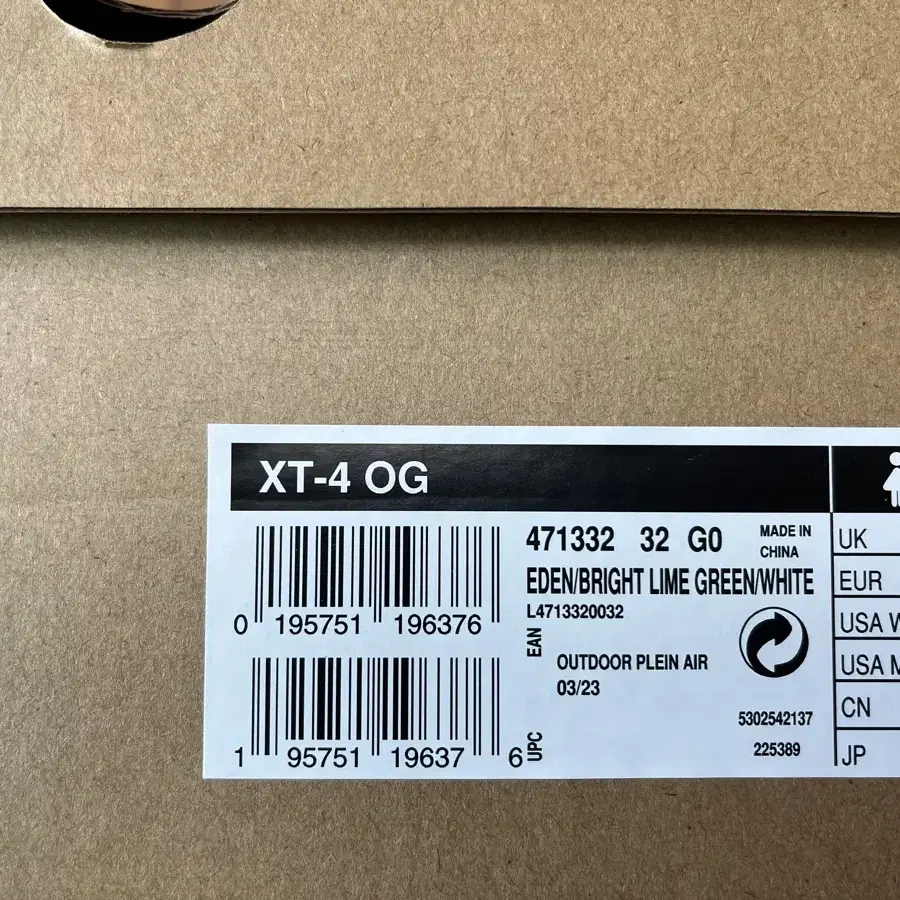 XT-4 OG
471332 32 G0
MADE IN
CHINA
EDEN/BRIGHT LIME GREEN/WHITE
L4713320032
0 195751 196376
EAN
OUTDOOR PLEIN AIR
03/23
5302542137
225389
1 95751 19637 6
UPC
UK
EUR
USA W
USA M
CN
JP